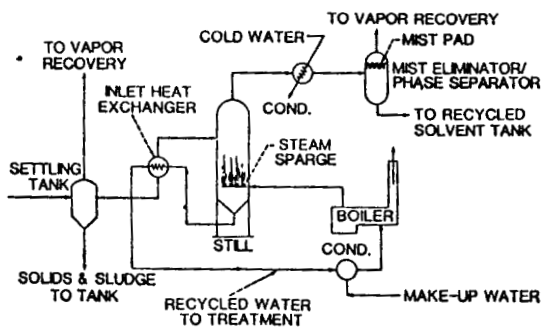 TO VAPOR RECOVERY
MIST PAD
COLD WATER
TO VAPOR
RECOVERY
MIST ELIMINATOR/
PHASE SEPARATOR
INLET HEAT
EXCHANGER
COND.
TO RECYCLED
SOLVENT TANK
STEAM
SPARGE
SETTLING
TANK
BOILER
STILL
COND.
SOLIDS & SLUDGE
TO TANK
RECYCLED WATER
TO TREATMENT
MAKE-UP WATER